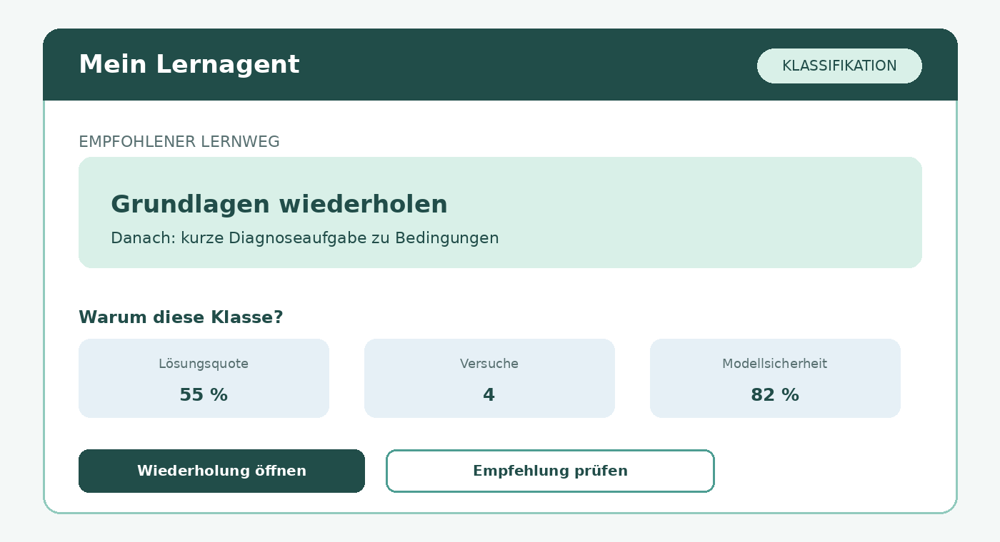 Mein Lernagent
KLASSIFIKATION
EMPFOHLENER LERNWEG
Grundlagen wiederholen
Danach: kurze Diagnoseaufgabe zu Bedingungen
Warum diese Klasse?
Lösungsquote
55 %
Versuche
4
Modellsicherheit
82 %
Wiederholung öffnen
Empfehlung prüfen